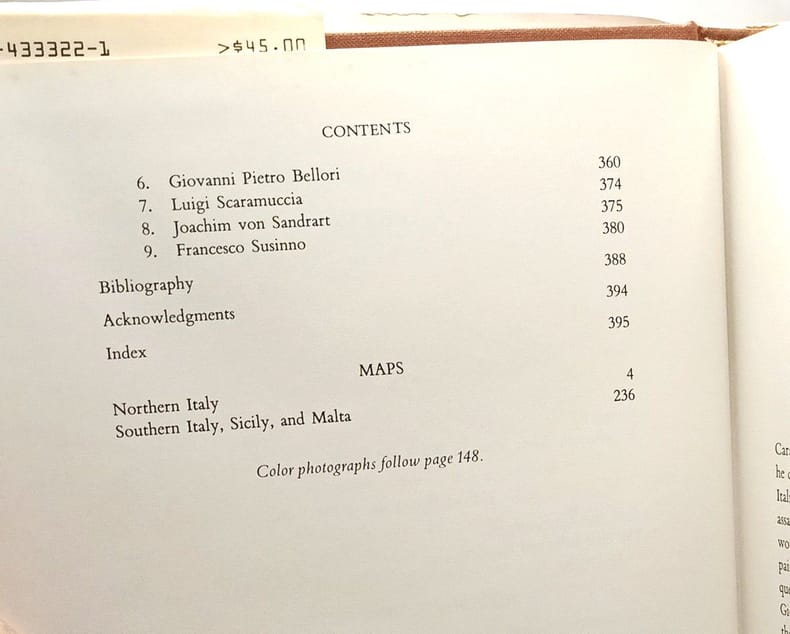 -433322-1 >$45.00
CONTENTS
6. Giovanni Pietro Bellori 360
7. Luigi Scaramuccia 374
8. Joachim von Sandrart 375
9. Francesco Susinno 380
Bibliography 388
Acknowledgments 394
Index 395
MAPS
Northern Italy 4
Southern Italy, Sicily, and Malta 236
Color photographs follow page 148.